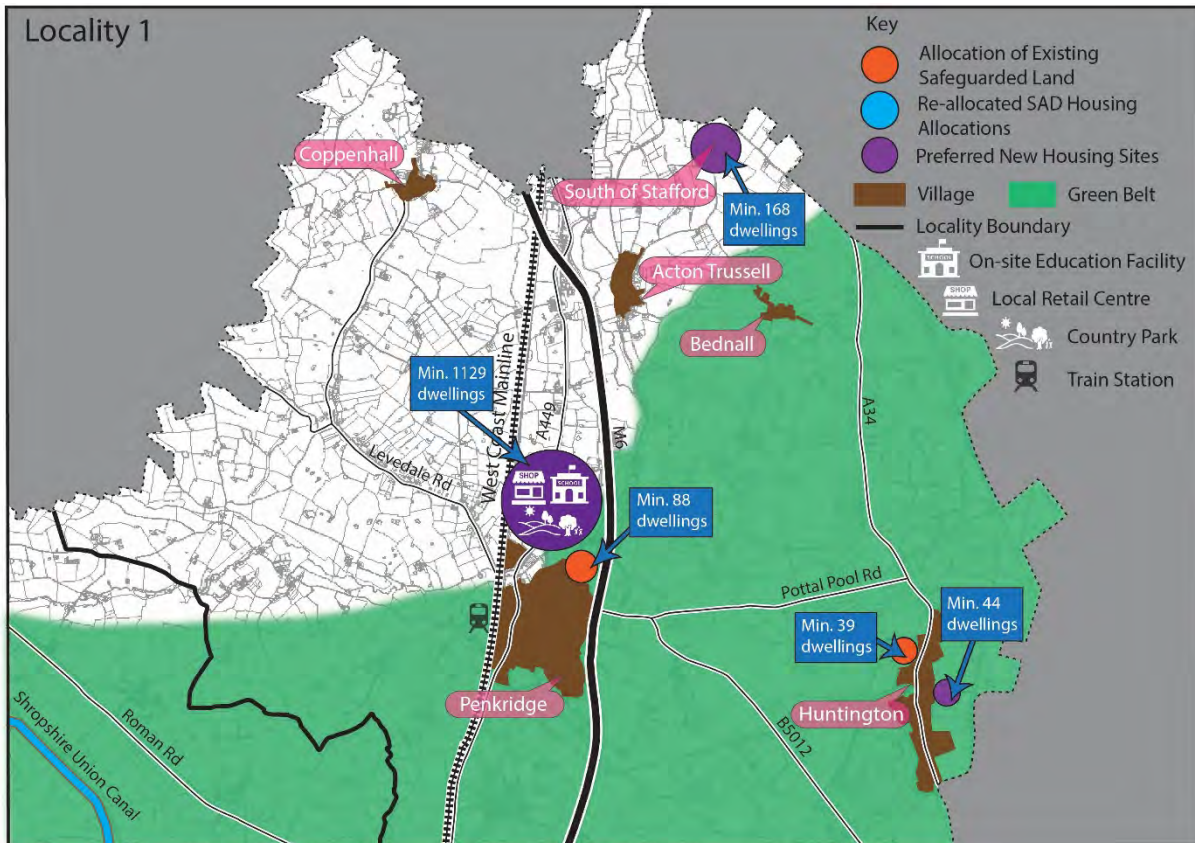 Locality 1
Key
Allocation of Existing
Safeguarded Land
Re-allocated SAD Housing
Allocations
Preferred New Housing Sites
Village
Green Belt
Locality Boundary
SCHOOL
On-site Education Facility
SHOP
Local Retail Centre
Country Park
Train Station
Coppenhall
South of Stafford
Min. 168
dwellings
Acton Trussell
Bednall
Min. 1129
dwellings
West Coast Mainline
A449
M6
A34
Levedale Rd
SHOP
SCHOOL
Min. 88
dwellings
Pottal Pool Rd
Min. 39
dwellings
Min. 44
dwellings
Penkridge
Huntington
Roman Rd
Shropshire Union Canal
B5012